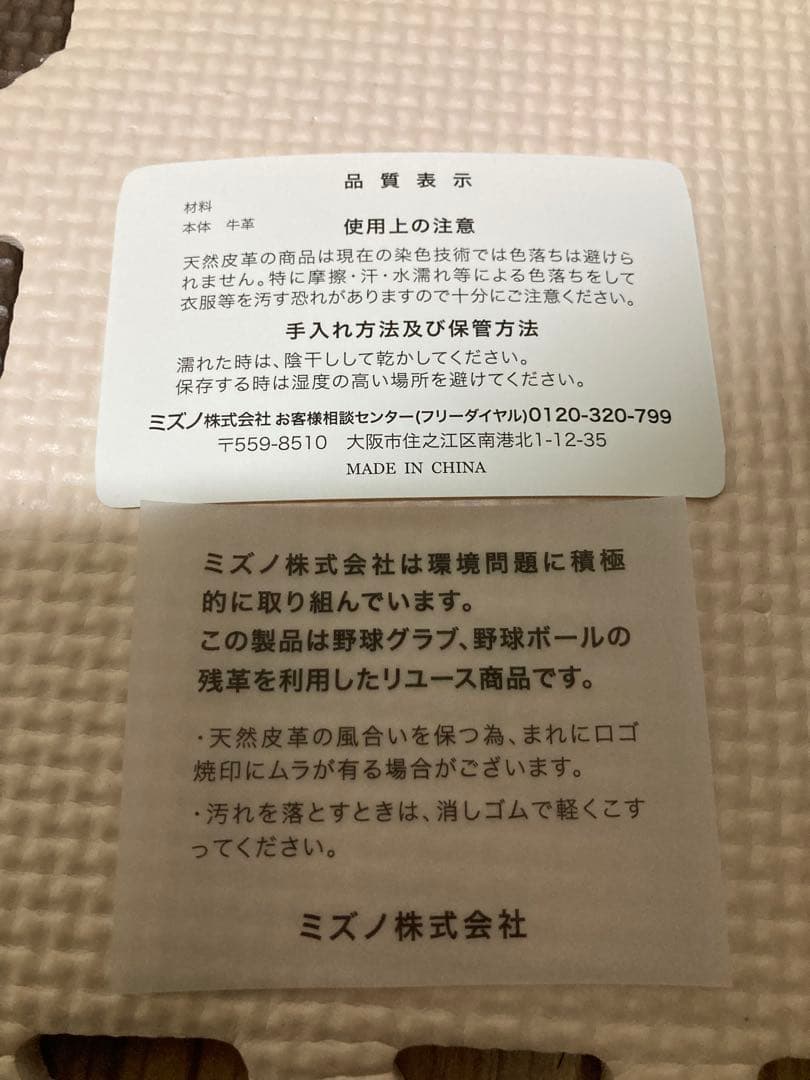 品質表示
材料
本体　牛革
使用上の注意
天然皮革の商品は現在の染色技術では色落ちは避けら
れません。特に摩擦・汗・水濡れ等による色落ちをして
衣服等を汚す恐れがありますので十分にご注意ください。
手入れ方法及び保管方法
濡れた時は、陰干しして乾かしてください。
保存する時は湿度の高い場所を避けてください。
ミズノ株式会社 お客様相談センター(フリーダイヤル)0120-320-799
〒559-8510　大阪市住之江区南港北1-12-35
MADE IN CHINA
ミズノ株式会社は環境問題に積極
的に取り組んでいます。
この製品は野球グラブ、野球ボールの
残革を利用したリユース商品です。
・天然皮革の風合いを保つ為、まれにロゴ
焼印にムラが有る場合がございます。
・汚れを落とすときは、消しゴムで軽くこす
ってください。
ミズノ株式会社